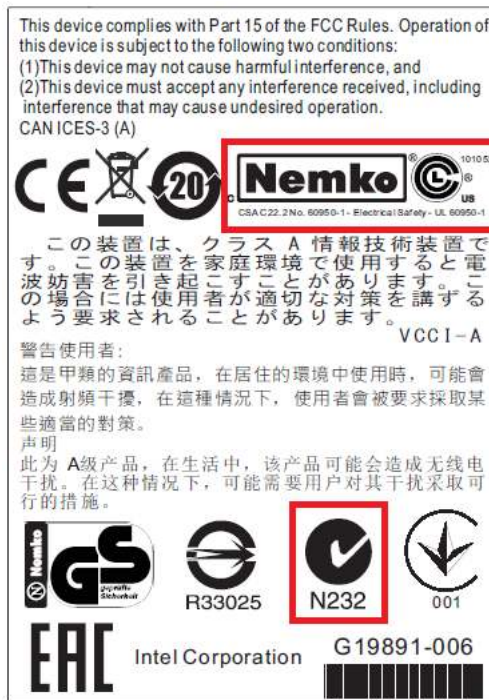 This device complies with Part 15 of the FCC Rules. Operation of
this device is subject to the following two conditions:
(1)This device may not cause harmful interference, and
(2)This device must accept any interference received, including
interference that may cause undesired operation.
CAN ICES-3 (A)
CE 20 C Nemko ® CL 10105
® US
CSA C22.2 No. 60950-1 - Electrical Safety - UL 60950-1
この装置は、クラス A 情報技術装置で
す。この装置を家庭環境で使用すると電
波妨害を引き起こすことがあります。こ
の場合には使用者が適切な対策を講ずる
よう要求されることがあります。
VCCI-A
警告使用者:
這是甲類的資訊產品，在居住的環境中使用時，可能會
造成射頻干擾，在這種情況下，使用者會被要求採取某
些適當的對策。
声明
此为 A级产品，在生活中，该产品可能会造成无线电
干扰。在这种情况下，可能需要用户对其干扰采取可
行的措施。
N Nemko GS geprüfte Sicherheit
R33025
N232
001
EAC Intel Corporation G19891-006